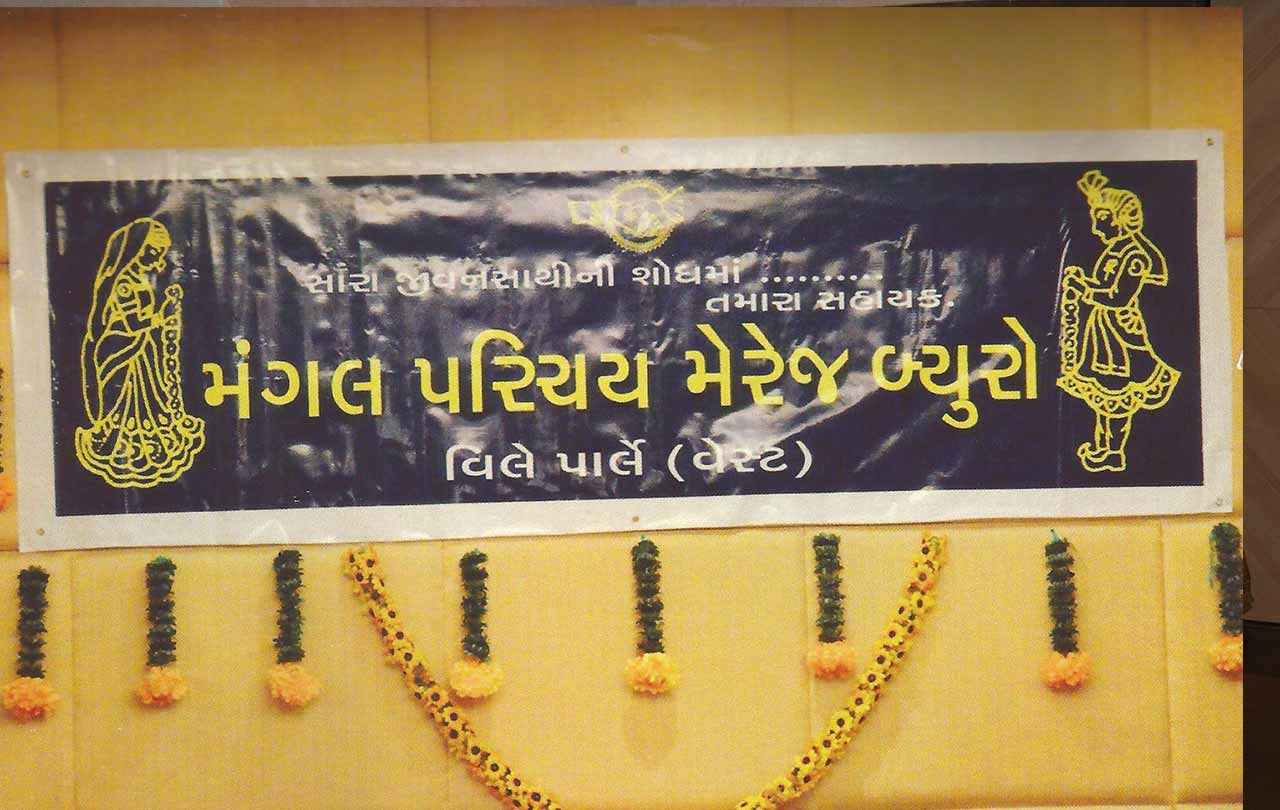 સાંરા જીવનસાથીની શોધમાં ..........
તમારા સહાયક.
મંગલ પરિચય મેરેજ બ્યુરો
વિલે પાર્લે (વેસ્ટ)